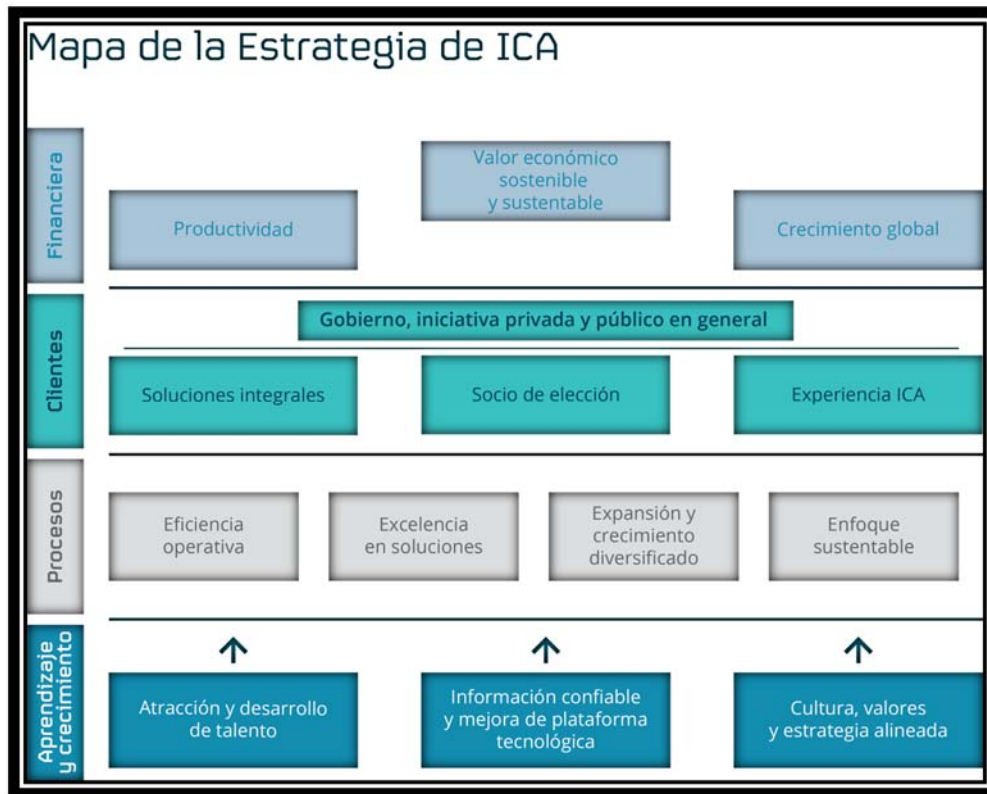 Mapa de la Estrategia de ICA
Financiera
Valor económico
sostenible
y sustentable
Productividad
Crecimiento global
Clientes
Gobierno, iniciativa privada y público en general
Soluciones integrales
Socio de elección
Experiencia ICA
Procesos
Eficiencia
operativa
Excelencia
en soluciones
Expansión y
crecimiento
diversificado
Enfoque
sustentable
Aprendizaje
y crecimiento
Atracción y desarrollo
de talento
Información confiable
y mejora de plataforma
tecnológica
Cultura, valores
y estrategia alineada